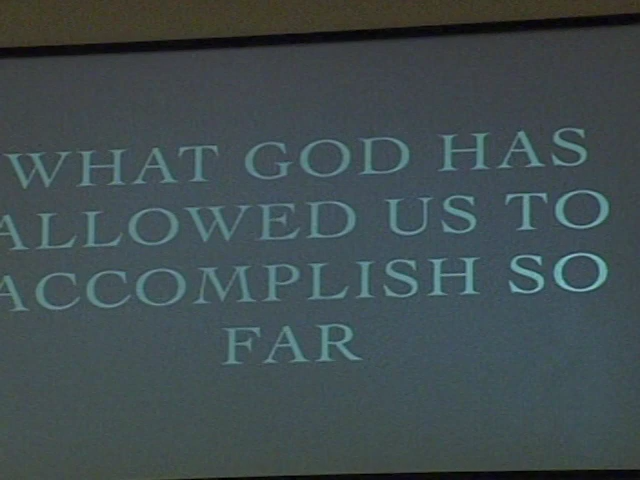 WHAT GOD HAS
ALLOWED US TO
ACCOMPLISH SO
FAR